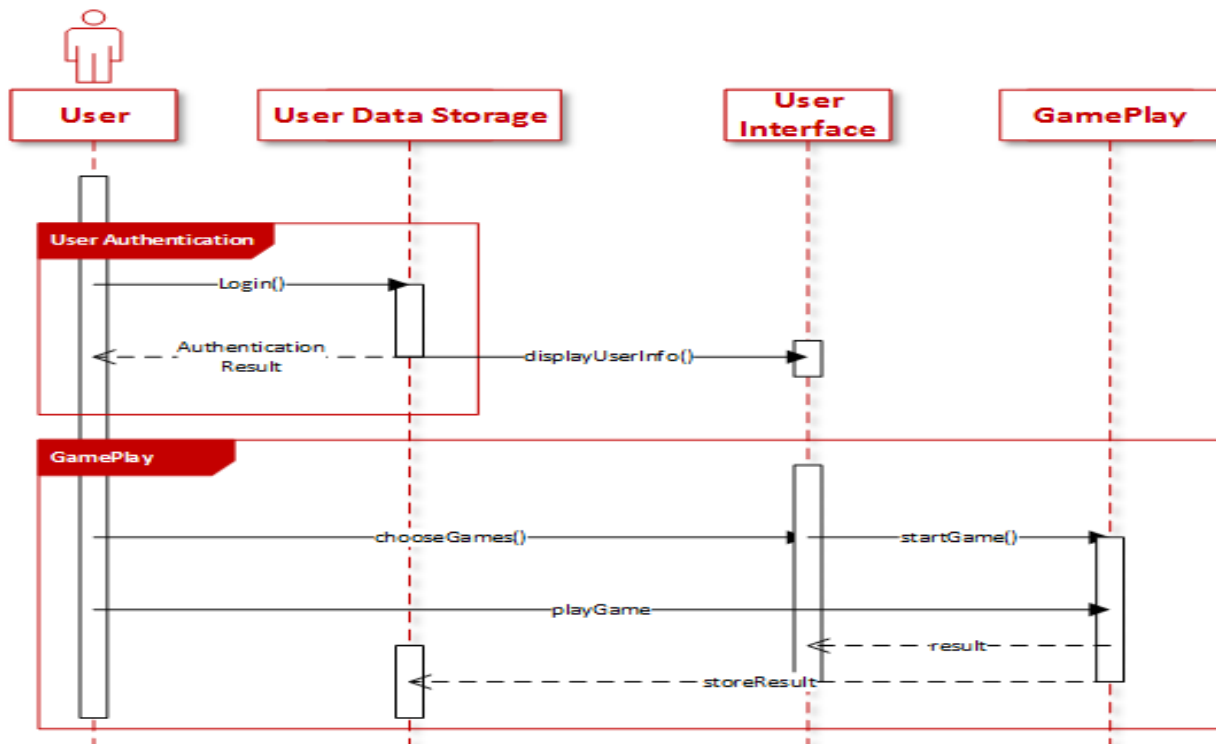 User
User Data Storage
User
Interface
GamePlay
User Authentication
Login()
Authentication
Result
displayUserInfo()
GamePlay
chooseGames()
startGame()
playGame
result
storeResult